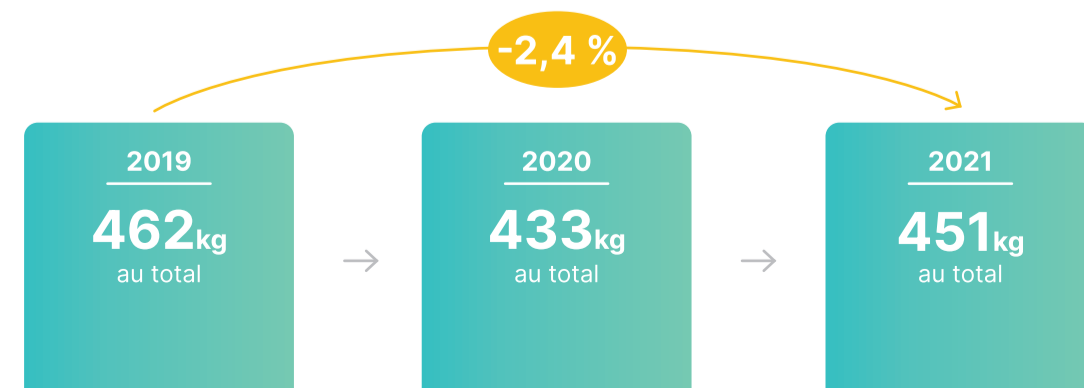 -2,4 %
2019
462kg
au total
2020
433kg
au total
2021
451kg
au total